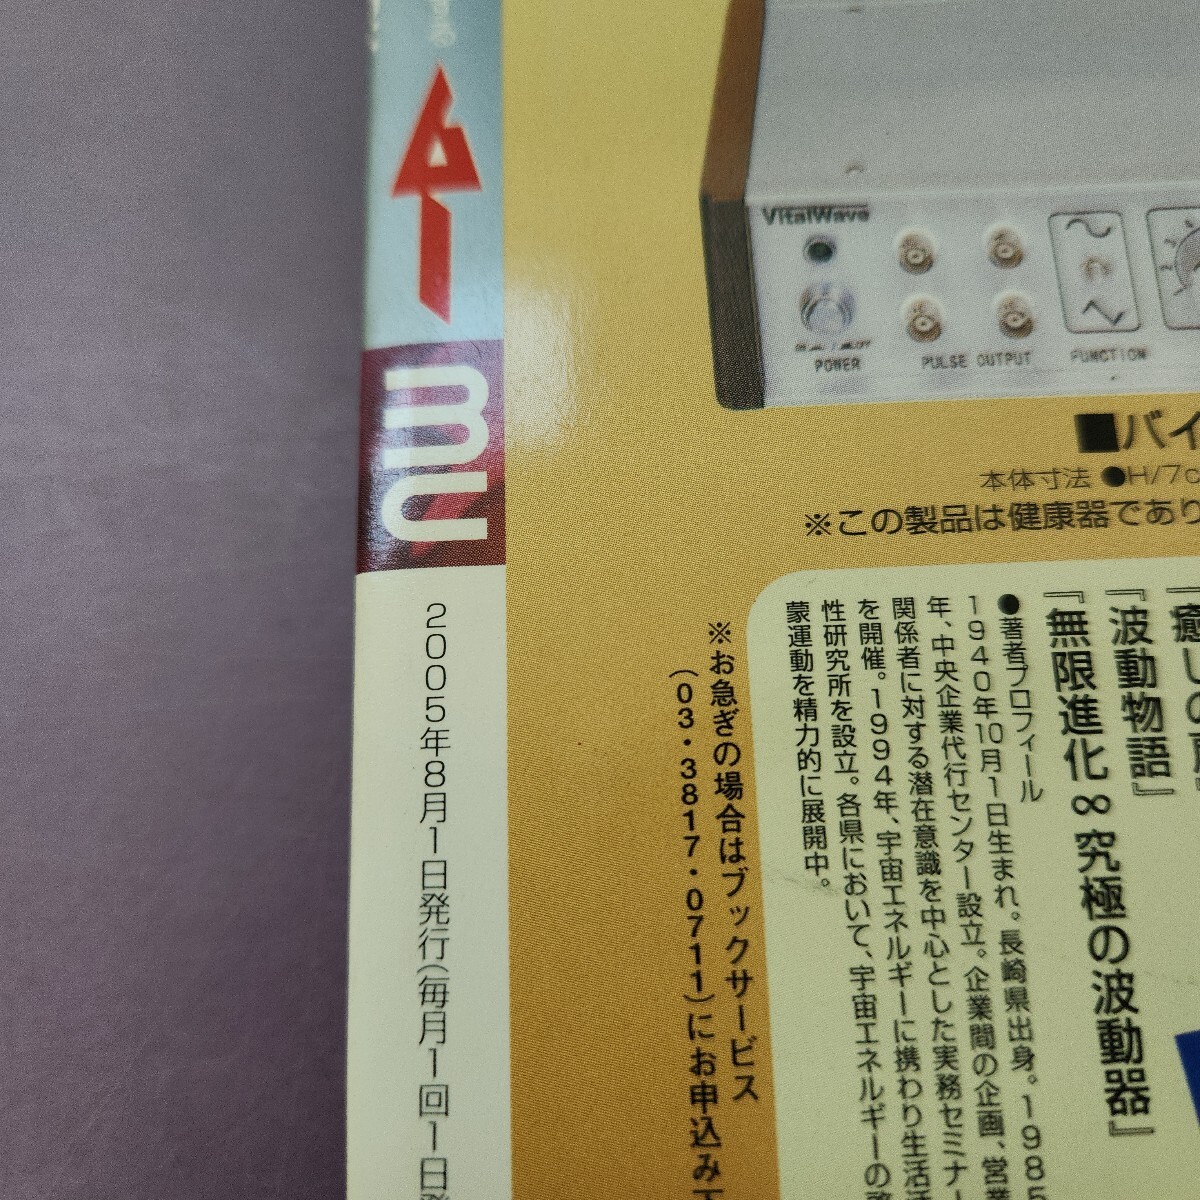 ム
mu
2005年8月1日発行(毎月1回1日発
VitalWave
POWER
PULSE OUTPUT
FUNCTION
■バイ
本体寸法 ●H/7c
※この製品は健康器であり
『癒しの
『波動物語』
『無限進化∞究極の波動器』
●著者プロフィール
1940年10月1日生まれ。長崎県出身。1985
年、中央企業代行センター設立。企業間の企画、営業
関係者に対する潜在意識を中心とした実務セミナー
を開催。1994年、宇宙エネルギーに携わり生活活
性研究所を設立。各県において、宇宙エネルギーの啓
蒙運動を精力的に展開中。
※お急ぎの場合はブックサービス
(03・3817・0711)にお申込み下